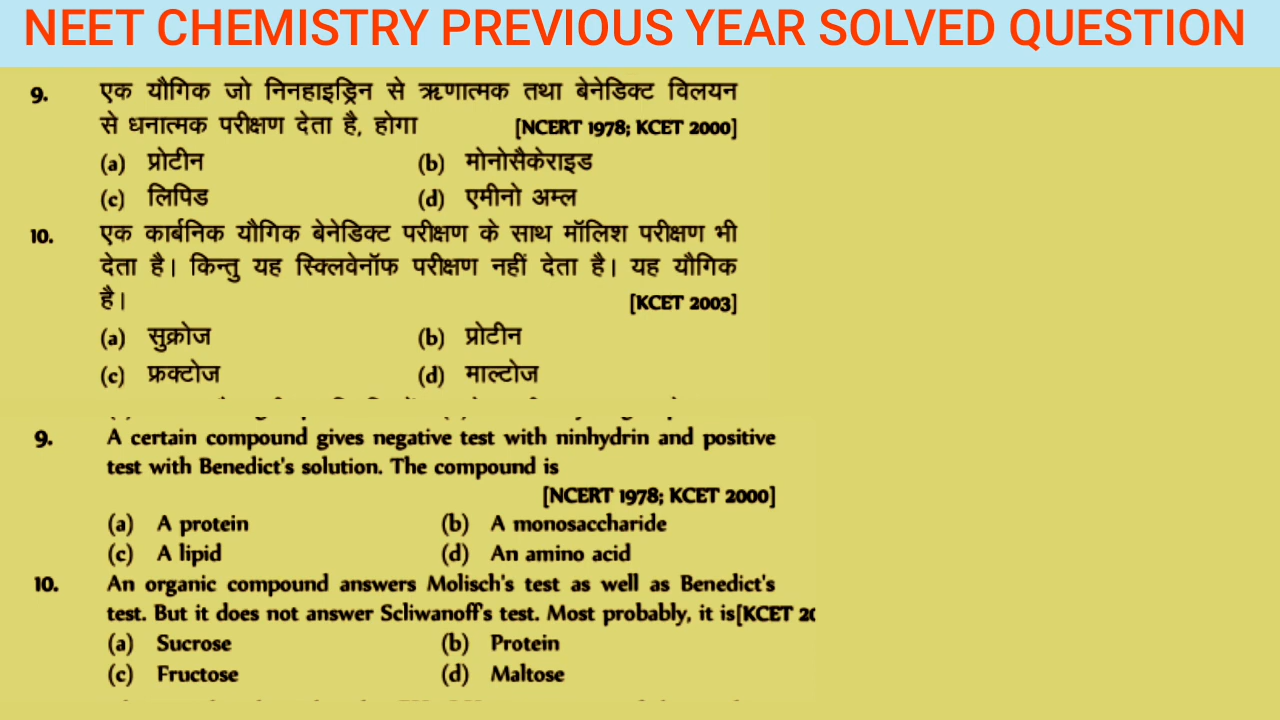 NEET CHEMISTRY PREVIOUS YEAR SOLVED QUESTION
9. एक यौगिक जो निनहाइड्रिन से ऋणात्मक तथा बेनेडिक्ट विलयन
से धनात्मक परीक्षण देता है, होगा [NCERT 1978; KCET 2000]
(a) प्रोटीन (b) मोनोसैकेराइड
(c) लिपिड (d) एमीनो अम्ल
10. एक कार्बनिक यौगिक बेनेडिक्ट परीक्षण के साथ मॉलिश परीक्षण भी
देता है। किन्तु यह स्क्लिवेनॉफ परीक्षण नहीं देता है। यह यौगिक
है। [KCET 2003]
(a) सुक्रोज (b) प्रोटीन
(c) फ्रक्टोज (d) माल्टोज
9. A certain compound gives negative test with ninhydrin and positive
test with Benedict's solution. The compound is
[NCERT 1978; KCET 2000]
(a) A protein (b) A monosaccharide
(c) A lipid (d) An amino acid
10. An organic compound answers Molisch's test as well as Benedict's
test. But it does not answer Scliwanoff's test. Most probably, it is[KCET 20
(a) Sucrose (b) Protein
(c) Fructose (d) Maltose